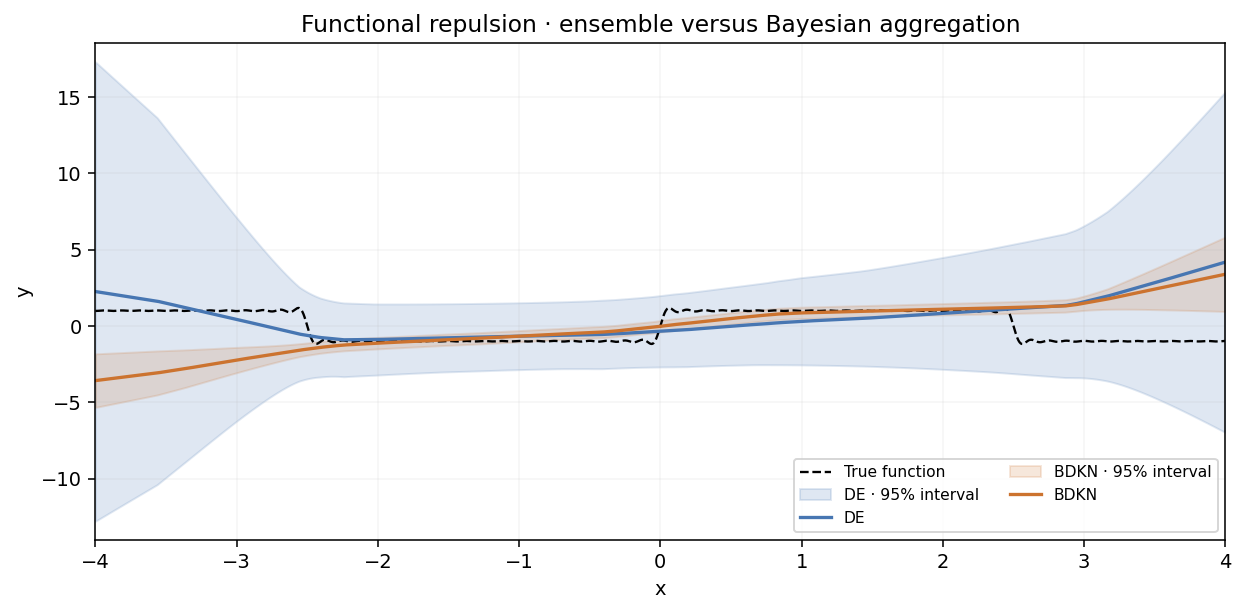 Functional repulsion · ensemble versus Bayesian aggregation
y
15
10
5
0
−5
−10
−4
−3
−2
−1
0
1
2
3
4
x
True function
DE · 95% interval
DE
BDKN · 95% interval
BDKN